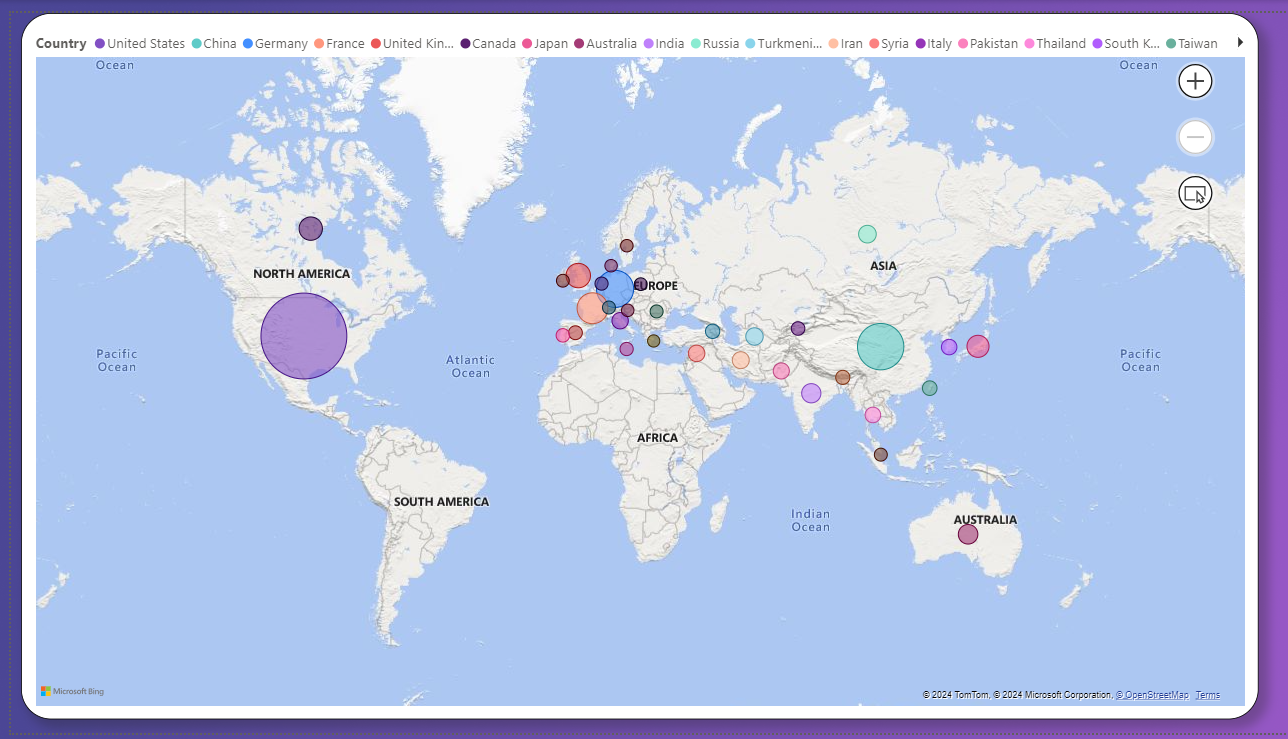 Country United States China Germany France United Kin... Canada Japan Australia India Russia Turkmeni... Iran Syria Italy Pakistan Thailand South K... Taiwan
Ocean
Ocean
NORTH AMERICA
ASIA
EUROPE
Pacific
Ocean
Atlantic
Ocean
Pacific
Ocean
AFRICA
SOUTH AMERICA
Indian
Ocean
AUSTRALIA
Microsoft Bing
© 2024 TomTom, © 2024 Microsoft Corporation, © OpenStreetMap Terms